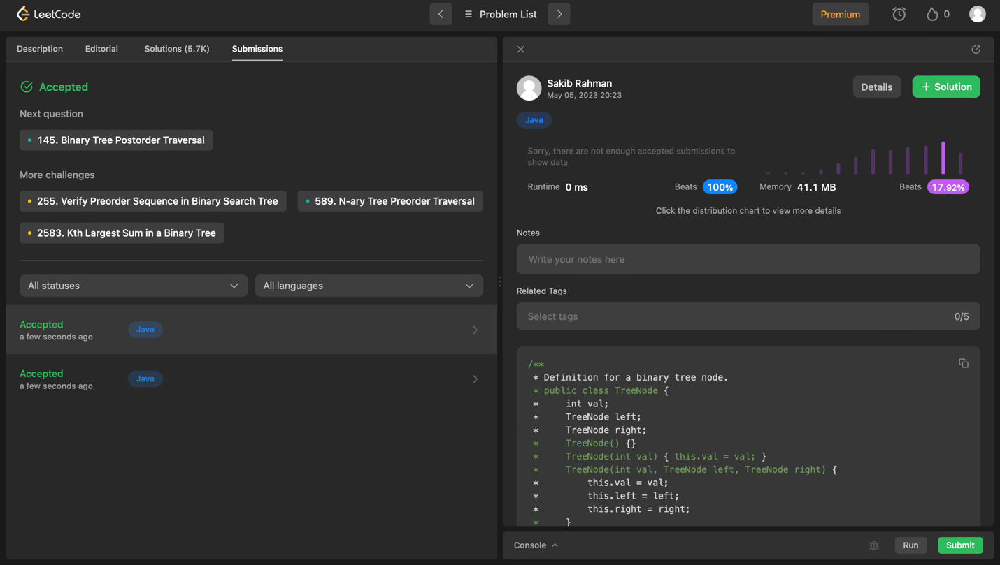 LeetCode
Problem List
Premium
0
Description Editorial Solutions (5.7K) Submissions
Accepted
Next question
145. Binary Tree Postorder Traversal
More challenges
255. Verify Preorder Sequence in Binary Search Tree
589. N-ary Tree Preorder Traversal
2583. Kth Largest Sum in a Binary Tree
All statuses
All languages
Accepted
a few seconds ago
Java
Accepted
a few seconds ago
Java
Sakib Rahman
May 05, 2023 20:23
Details
+ Solution
Java
Sorry, there are not enough accepted submissions to
show data
Runtime 0 ms
Beats 100%
Memory 41.1 MB
Beats 17.92%
Click the distribution chart to view more details
Notes
Write your notes here
Related Tags
Select tags
0/5
/**
 * Definition for a binary tree node.
 * public class TreeNode {
 *     int val;
 *     TreeNode left;
 *     TreeNode right;
 *     TreeNode() {}
 *     TreeNode(int val) { this.val = val; }
 *     TreeNode(int val, TreeNode left, TreeNode right) {
 *         this.val = val;
 *         this.left = left;
 *         this.right = right;
 *     }
Console
Run
Submit